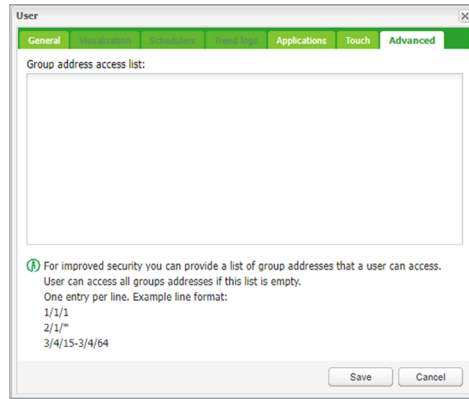 User
General Visualization Schedulers Trend logs Applications Touch Advanced
Group address access list:
For improved security you can provide a list of group addresses that a user can access.
User can access all groups addresses if this list is empty.
One entry per line. Example line format:
1/1/1
2/1/*
3/4/15-3/4/64
Save Cancel